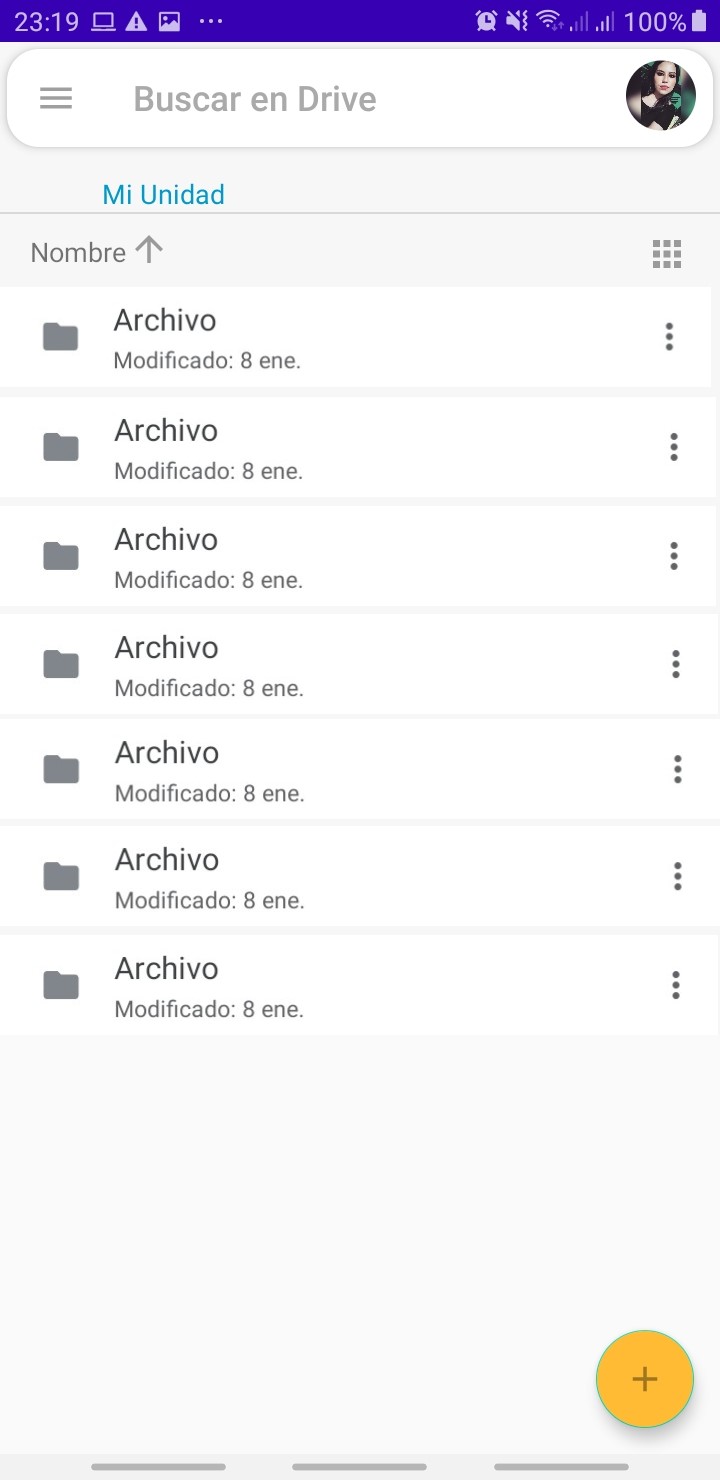 23:19
100%
Buscar en Drive
Mi Unidad
Nombre
Archivo
Modificado: 8 ene.
Archivo
Modificado: 8 ene.
Archivo
Modificado: 8 ene.
Archivo
Modificado: 8 ene.
Archivo
Modificado: 8 ene.
Archivo
Modificado: 8 ene.
Archivo
Modificado: 8 ene.